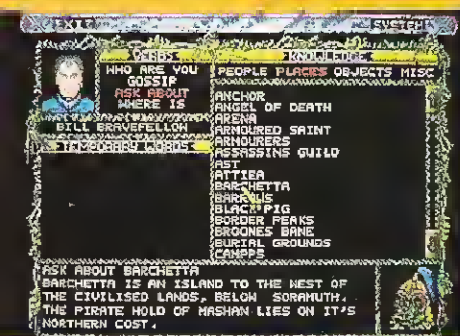 EXIT
SYSTEM
VERBS
WHO ARE YOU
GOSSIP
ASK ABOUT
WHERE IS
BILL BRAVEFELLOW
TEMPORARY WORDS
KNOWLEDGE
PEOPLE PLACES OBJECTS MISC
ANCHOR
ANGEL OF DEATH
ARENA
ARMOURED SAINT
ARMOURERS
ASSASSINS GUILD
AST
ATTIEA
BARCHETTA
BLACK PIG
BORDER PEAKS
BROONES BANE
BURIAL GROUNDS
ASK ABOUT BARCHETTA
BARCHETTA IS AN ISLAND TO THE WEST OF
THE CIVILISED LANDS, BELOW SORAMUTH.
THE PIRATE HOLD OF MASHAN LIES ON IT'S
NORTHERN COST.